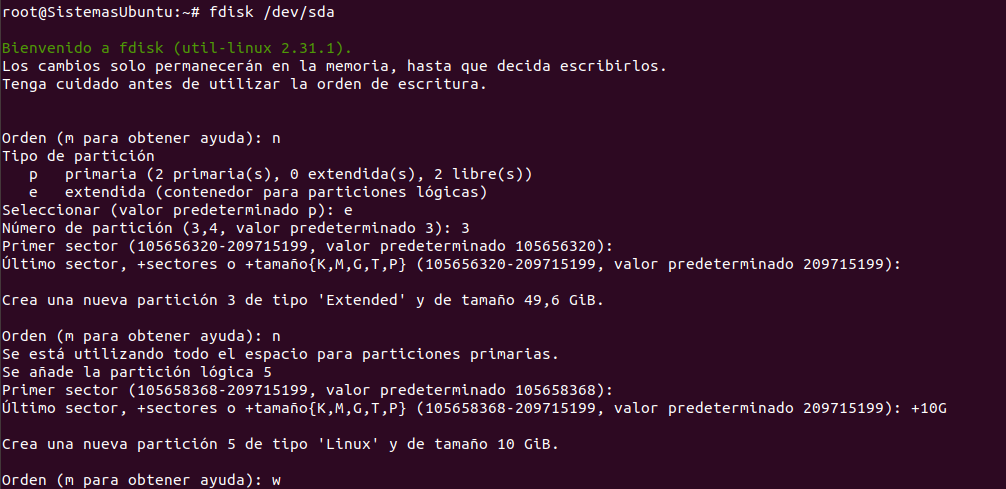 root@SistemasUbuntu:~# fdisk /dev/sda
Bienvenido a fdisk (util-linux 2.31.1).
Los cambios solo permanecerán en la memoria, hasta que decida escribirlos.
Tenga cuidado antes de utilizar la orden de escritura.
Orden (m para obtener ayuda): n
Tipo de partición
p primaria (2 primaria(s), 0 extendida(s), 2 libre(s))
e extendida (contenedor para particiones lógicas)
Seleccionar (valor predeterminado p): e
Número de partición (3,4, valor predeterminado 3): 3
Primer sector (105656320-209715199, valor predeterminado 105656320):
Último sector, +sectores o +tamaño{K,M,G,T,P} (105656320-209715199, valor predeterminado 209715199):
Crea una nueva partición 3 de tipo 'Extended' y de tamaño 49,6 GiB.
Orden (m para obtener ayuda): n
Se está utilizando todo el espacio para particiones primarias.
Se añade la partición lógica 5
Primer sector (105658368-209715199, valor predeterminado 105658368):
Último sector, +sectores o +tamaño{K,M,G,T,P} (105658368-209715199, valor predeterminado 209715199): +10G
Crea una nueva partición 5 de tipo 'Linux' y de tamaño 10 GiB.
Orden (m para obtener ayuda): w